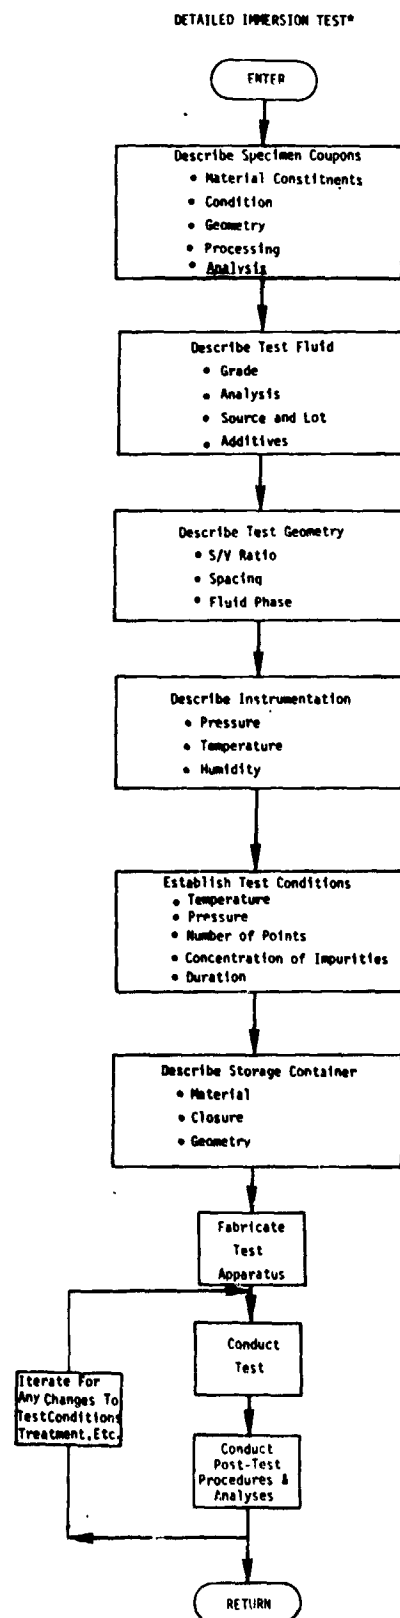 DETAILED IMMERSION TEST*
ENTER
Describe Specimen Coupons
• Material Constitnents
• Condition
• Geometry
• Processing
• Analysis
Describe Test Fluid
• Grade
• Analysis
• Source and Lot
• Additives
Describe Test Geometry
• S/V Ratio
• Spacing
• Fluid Phase
Describe Instrumentation
• Pressure
• Temperature
• Humidity
Establish Test Conditions
• Temperature
• Pressure
• Number of Points
• Concentration of Impurities
• Duration
Describe Storage Container
• Material
• Closure
• Geometry
Fabricate
Test
Apparatus
Conduct
Test
Iterate For
Any Changes To
TestConditions
Treatment,Etc.
Conduct
Post-Test
Procedures &
Analyses
RETURN